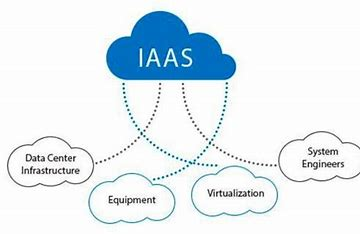 IAAS
Data Center
Infrastructure
Equipment
Virtualization
System
Engineers